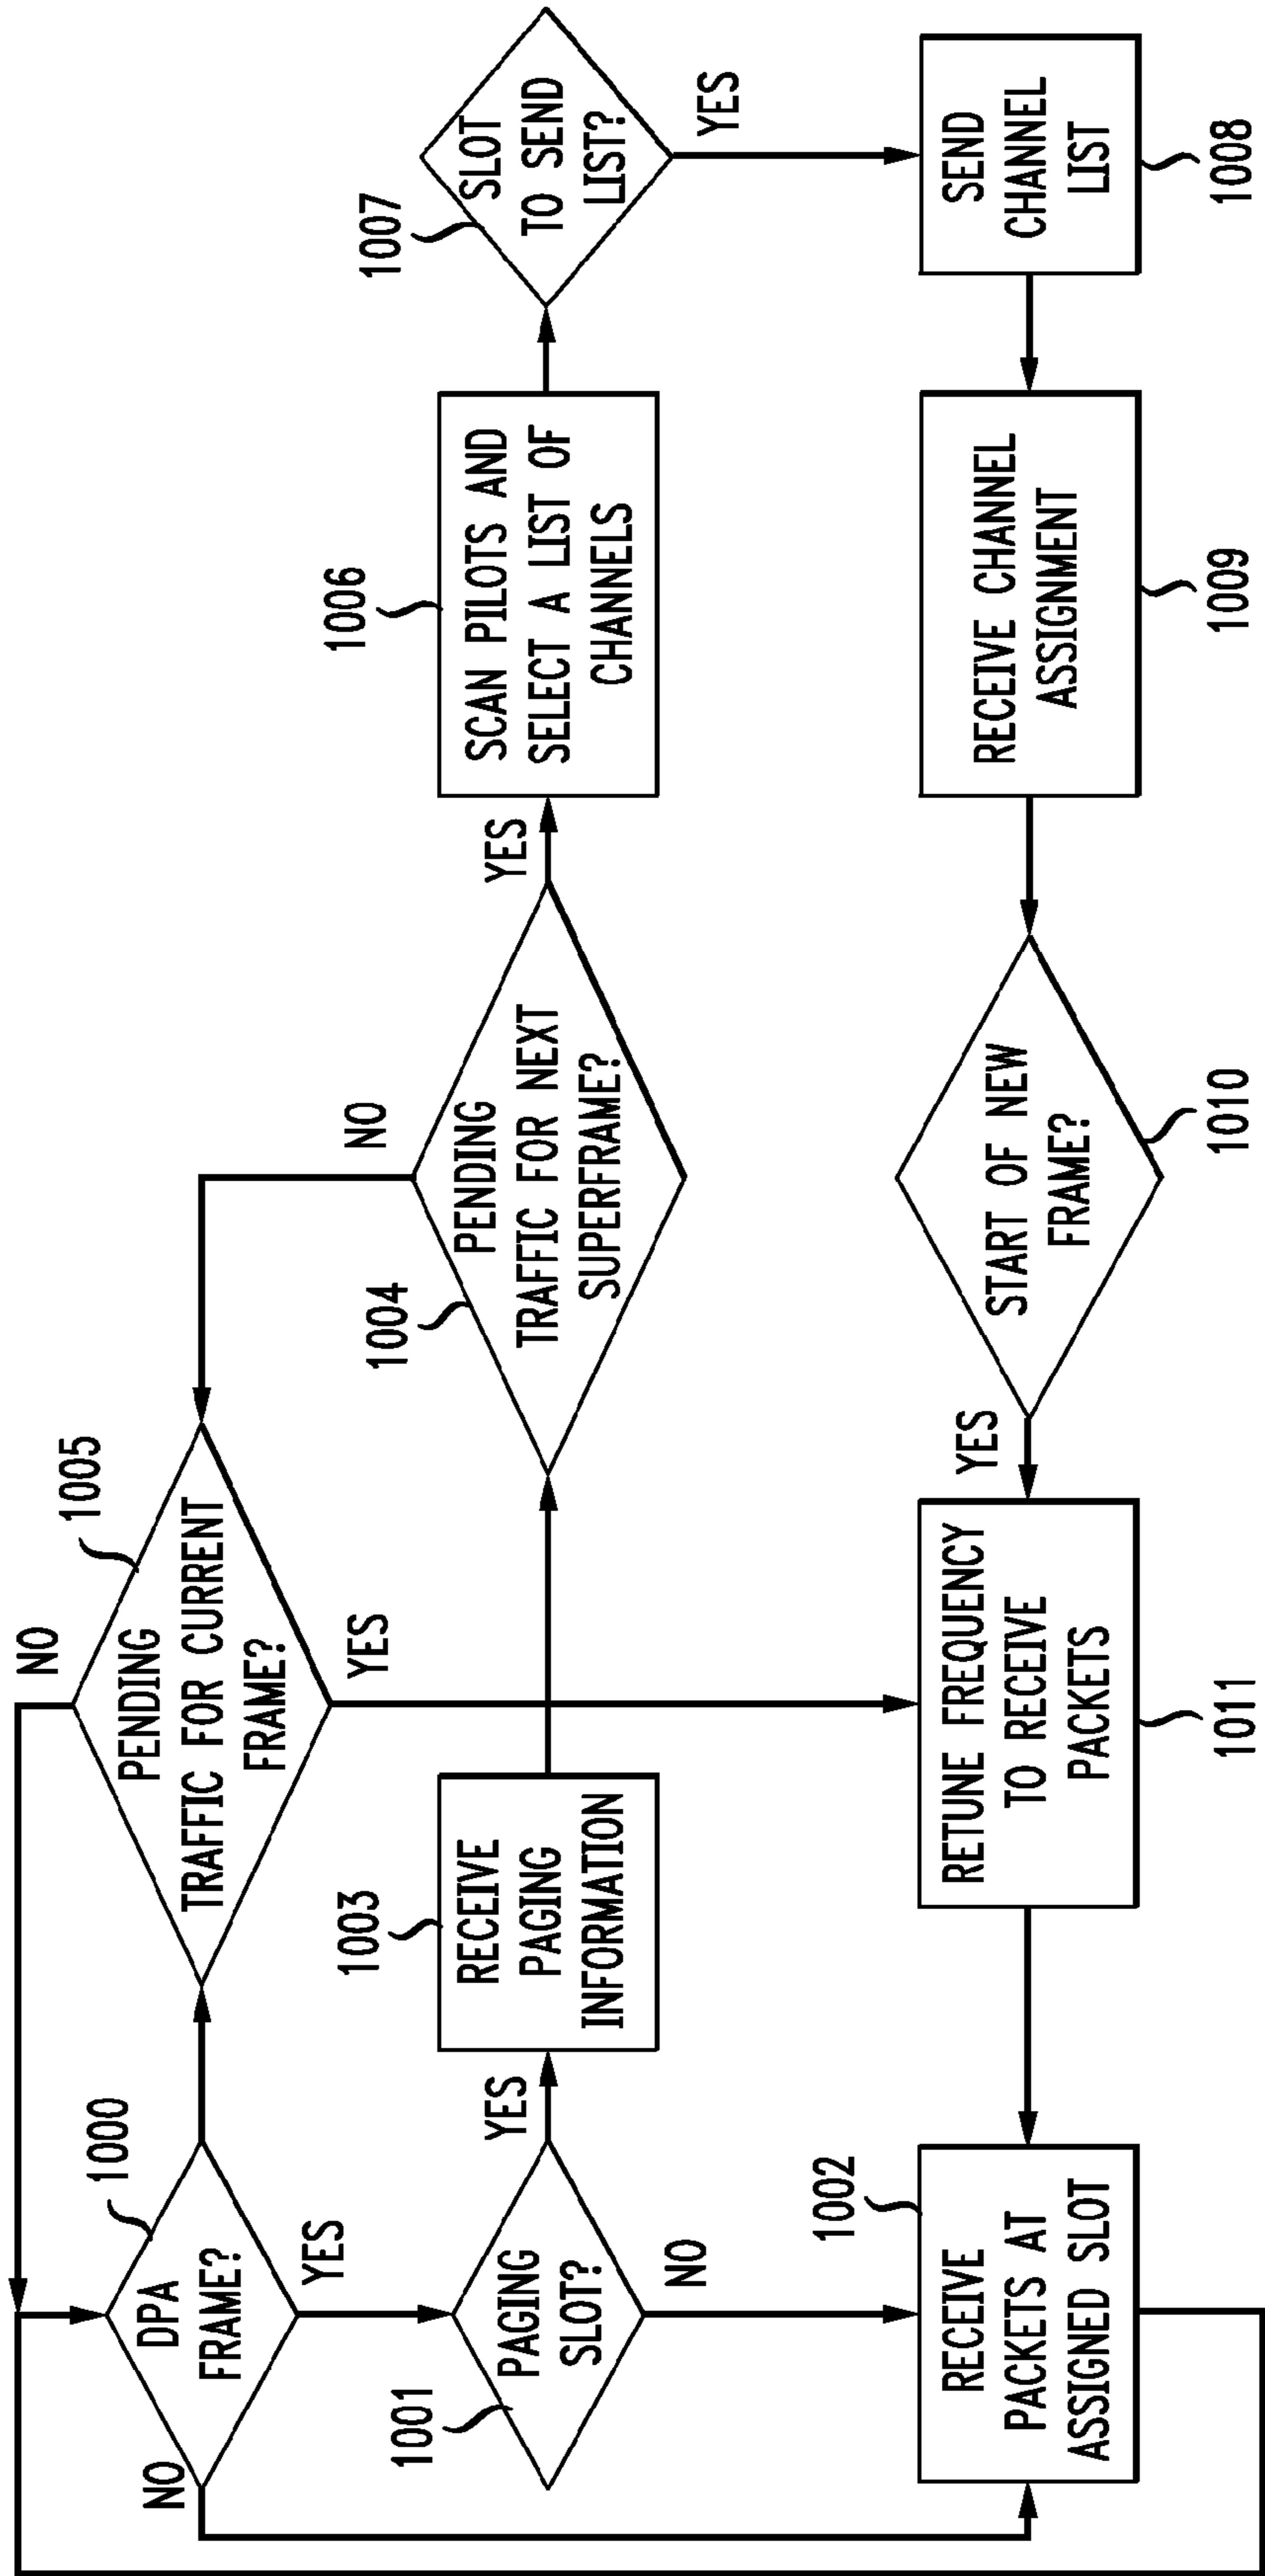 1000
DPA
FRAME?
NO
YES
1005
PENDING
TRAFFIC FOR CURRENT
FRAME?
NO
YES
1001
PAGING
SLOT?
YES
NO
1003
RECEIVE
PAGING
INFORMATION
1004
PENDING
TRAFFIC FOR NEXT
SUPERFRAME?
NO
YES
1006
SCAN PILOTS AND
SELECT A LIST OF
CHANNELS
1007
SLOT
TO SEND
LIST?
YES
1002
RECEIVE
PACKETS AT
ASSIGNED SLOT
RETUNE FREQUENCY
TO RECEIVE
PACKETS
1011
YES
START OF NEW
FRAME?
1010
RECEIVE CHANNEL
ASSIGNMENT
1009
SEND
CHANNEL
LIST
1008